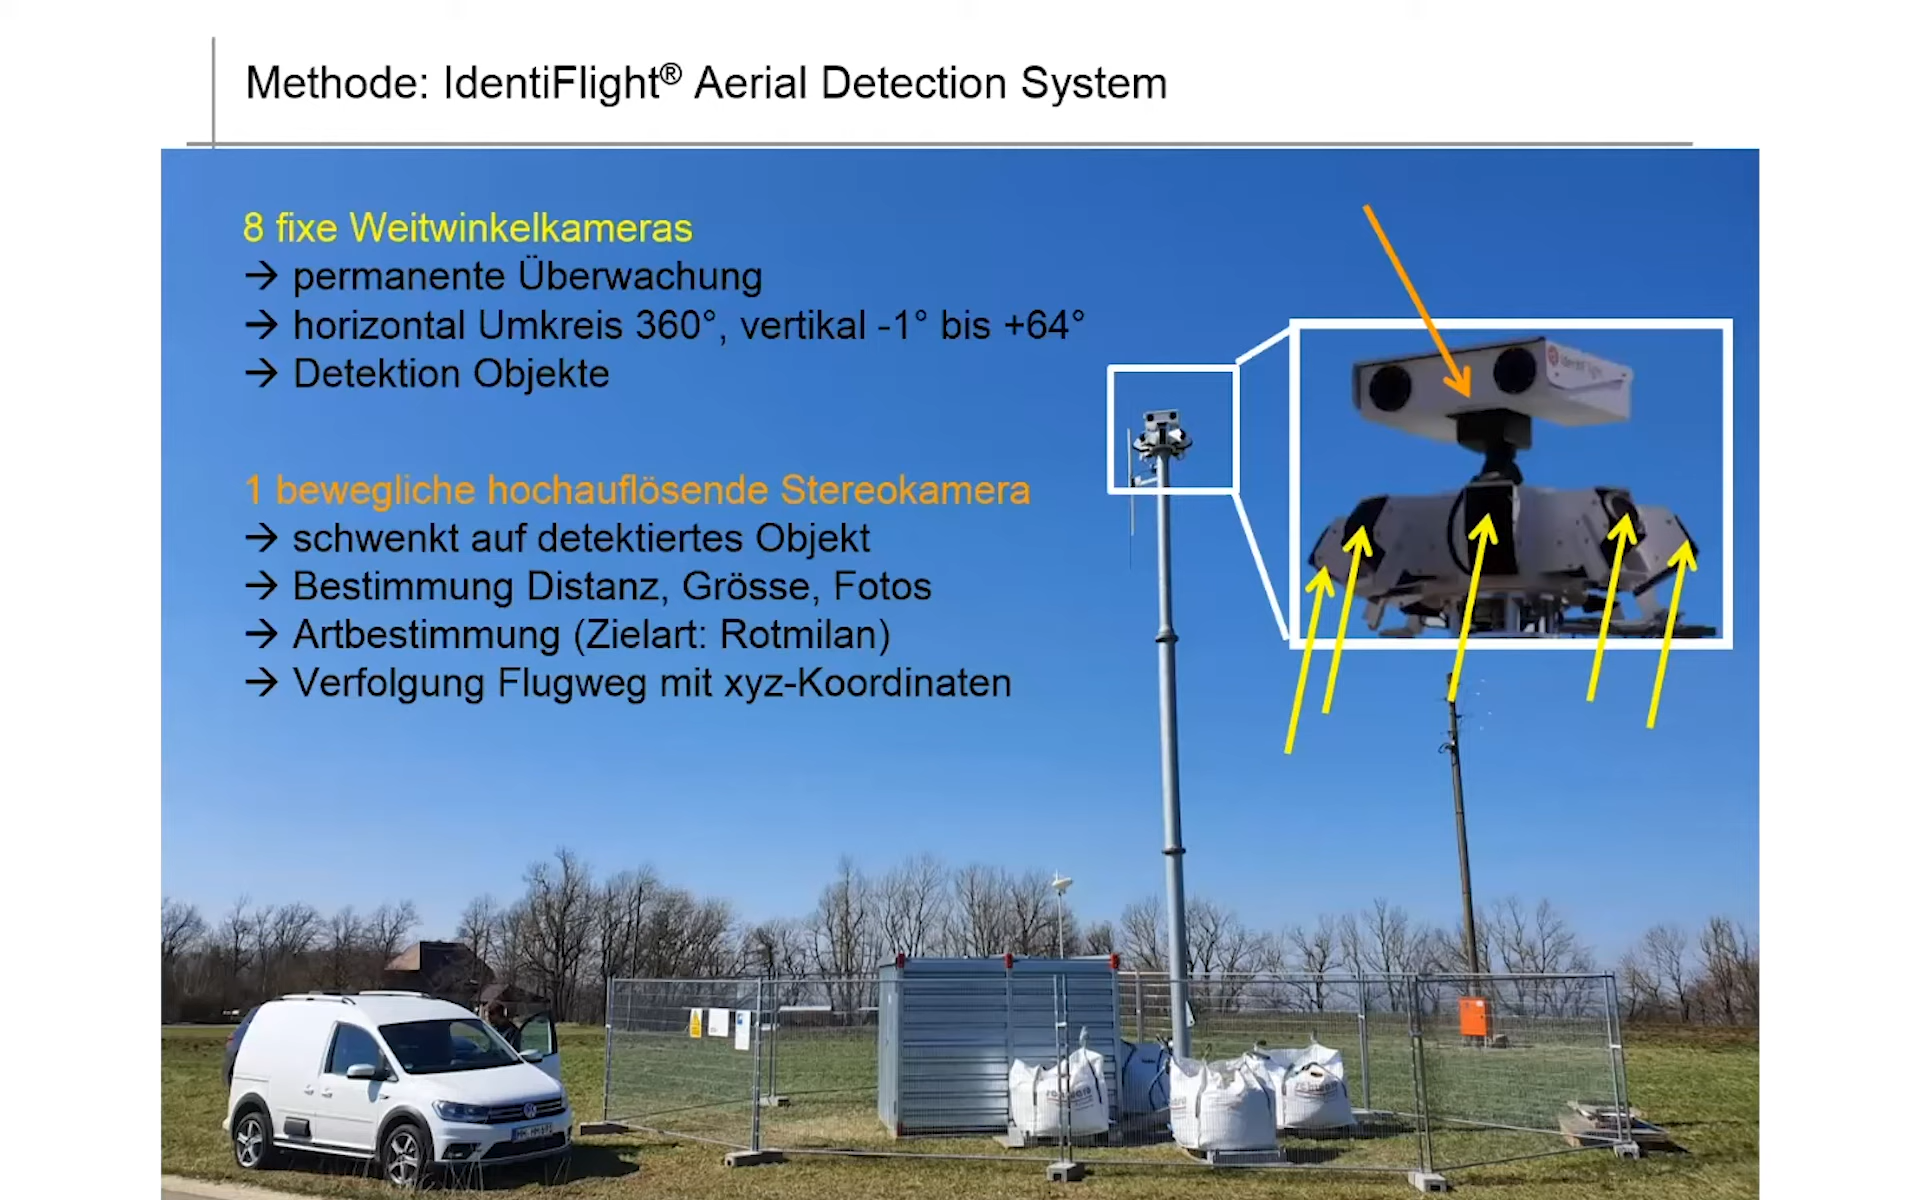 Methode: IdentiFlight® Aerial Detection System
8 fixe Weitwinkelkameras
→ permanente Überwachung
→ horizontal Umkreis 360°, vertikal -1° bis +64°
→ Detektion Objekte
1 bewegliche hochauflösende Stereokamera
→ schwenkt auf detektiertes Objekt
→ Bestimmung Distanz, Grösse, Fotos
→ Artbestimmung (Zielart: Rotmilan)
→ Verfolgung Flugweg mit xyz-Koordinaten
IdentiFlight